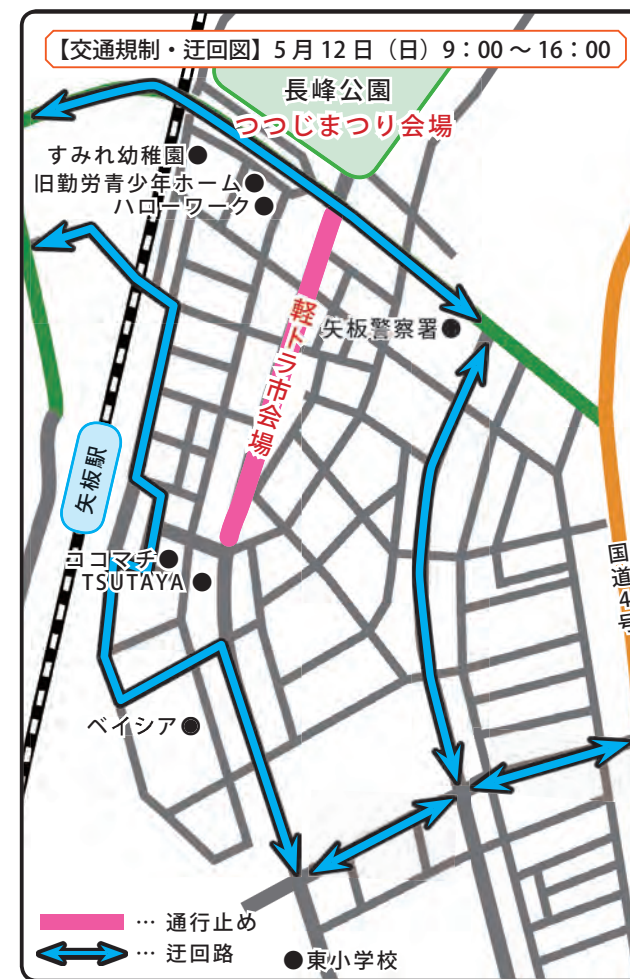 【交通規制・迂回図】5月12日（日）9：00～16：00
長峰公園
つつじまつり会場
すみれ幼稚園●
旧勤労青少年ホーム●
ハローワーク●
軽トラ市会場
矢板警察署●
矢板駅
ココマチ●
TSUTAYA●
国道4号
ベイシア●
… 通行止め
… 迂回路
●東小学校